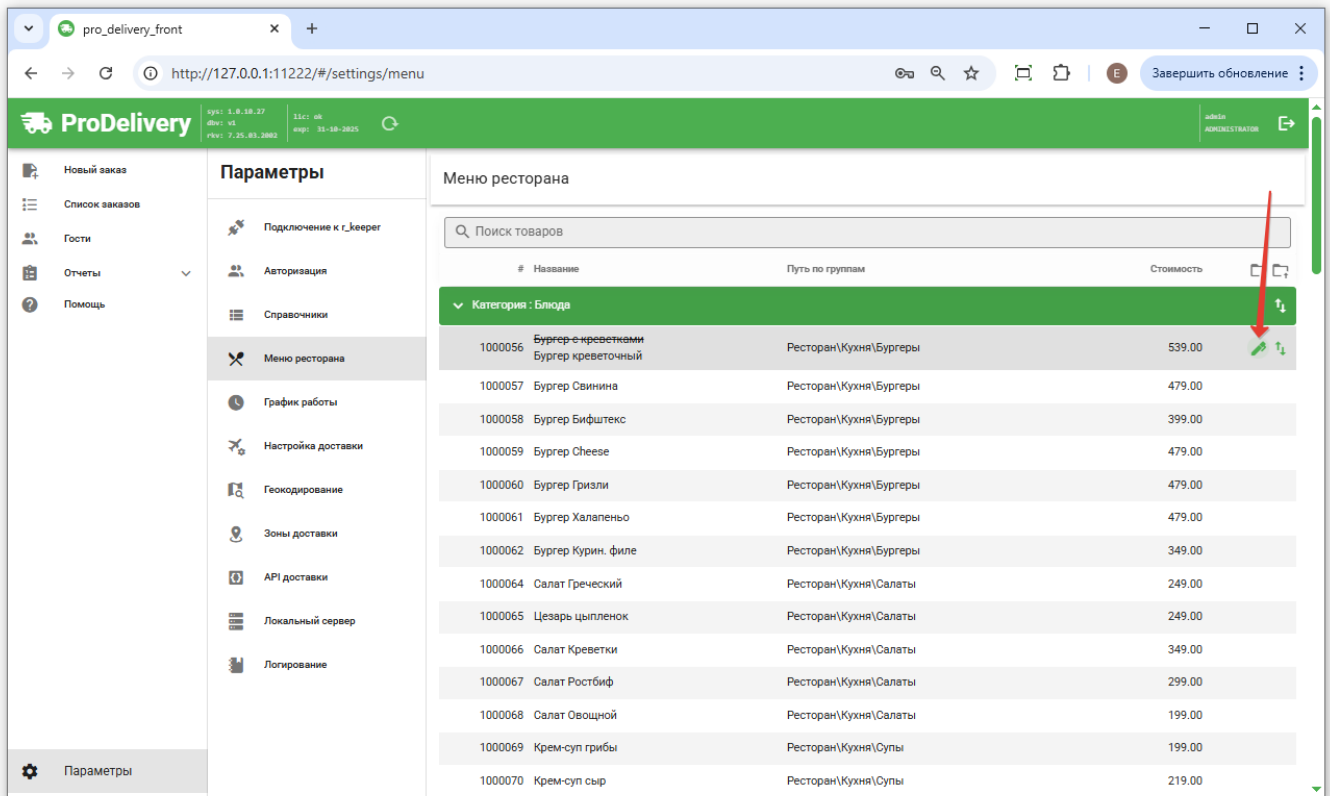 pro_delivery_front
http://127.0.0.1:11222/#/settings/menu
E
Завершить обновление
ProDelivery
sys: 1.0.10.27
dbv: v1
rkv: 7.25.03.2002
lic: ok
exp: 31-10-2025
admin
ADMINISTRATOR
Новый заказ
Список заказов
Гости
Отчеты
Помощь
Параметры
Параметры
Подключение к r_keeper
Авторизация
Справочники
Меню ресторана
График работы
Настройка доставки
Геокодирование
Зоны доставки
API доставки
Локальный сервер
Логирование
Меню ресторана
Поиск товаров
# Название Путь по группам Стоимость
Категория : Блюда
1000056 Бургер с креветками Ресторан\Кухня\Бургеры 539.00
Бургер креветочный
1000057 Бургер Свинина Ресторан\Кухня\Бургеры 479.00
1000058 Бургер Бифштекс Ресторан\Кухня\Бургеры 399.00
1000059 Бургер Cheese Ресторан\Кухня\Бургеры 479.00
1000060 Бургер Гризли Ресторан\Кухня\Бургеры 479.00
1000061 Бургер Халапеньо Ресторан\Кухня\Бургеры 479.00
1000062 Бургер Курин. филе Ресторан\Кухня\Бургеры 349.00
1000064 Салат Греческий Ресторан\Кухня\Салаты 249.00
1000065 Цезарь цыпленок Ресторан\Кухня\Салаты 249.00
1000066 Салат Креветки Ресторан\Кухня\Салаты 349.00
1000067 Салат Ростбиф Ресторан\Кухня\Салаты 299.00
1000068 Салат Овощной Ресторан\Кухня\Салаты 199.00
1000069 Крем-суп грибы Ресторан\Кухня\Супы 199.00
1000070 Крем-суп сыр Ресторан\Кухня\Супы 219.00